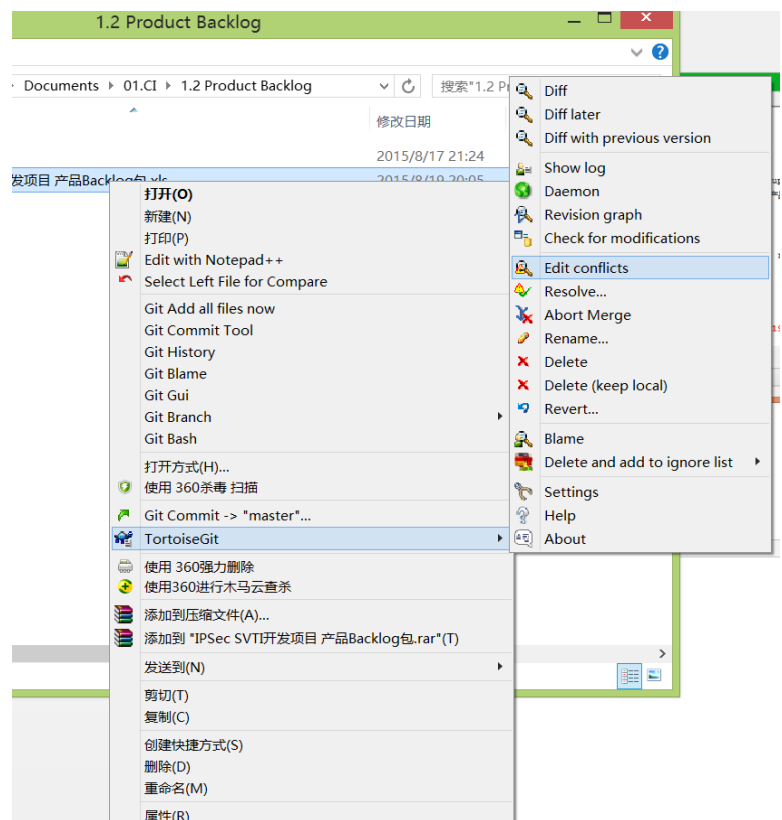 1.2 Product Backlog
Documents 01.CI 1.2 Product Backlog
搜索"1.2 Pr
修改日期
2015/8/17 21:24
发项目 产品Backlog包.xls
2015/8/19 20:05
打开(O)
新建(N)
打印(P)
Edit with Notepad++
Select Left File for Compare
Git Add all files now
Git Commit Tool
Git History
Git Blame
Git Gui
Git Branch
Git Bash
打开方式(H)...
使用 360杀毒 扫描
Git Commit -> "master"...
TortoiseGit
使用 360强力删除
使用360进行木马云查杀
添加到压缩文件(A)...
添加到 "IPSec SVTI开发项目 产品Backlog包.rar"(T)
发送到(N)
剪切(T)
复制(C)
创建快捷方式(S)
删除(D)
重命名(M)
属性(R)
Diff
Diff later
Diff with previous version
Show log
Daemon
Revision graph
Check for modifications
Edit conflicts
Resolve...
Abort Merge
Rename...
Delete
Delete (keep local)
Revert...
Blame
Delete and add to ignore list
Settings
Help
About